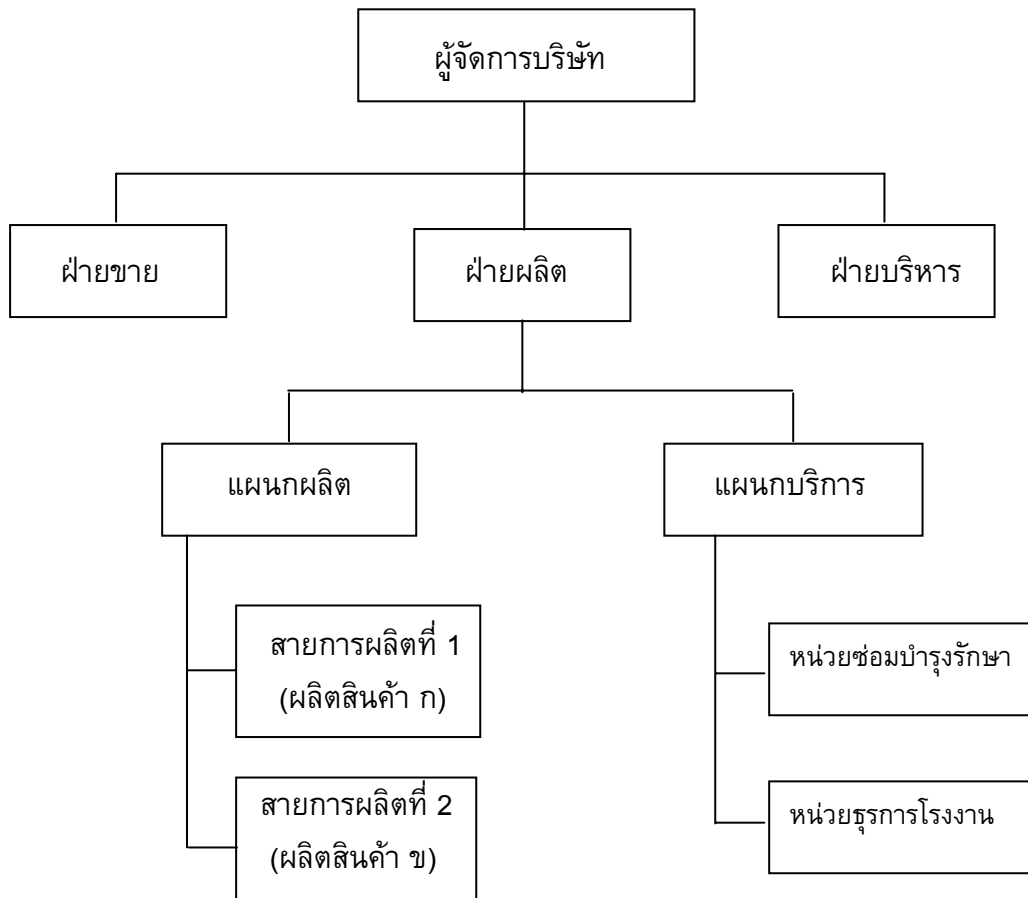 ผู้จัดการบริษัท
ฝ่ายขาย
ฝ่ายผลิต
ฝ่ายบริหาร
แผนกผลิต
แผนกบริการ
สายการผลิตที่ 1
(ผลิตสินค้า ก)
หน่วยซ่อมบำรุงรักษา
สายการผลิตที่ 2
(ผลิตสินค้า ข)
หน่วยธุรการโรงงาน